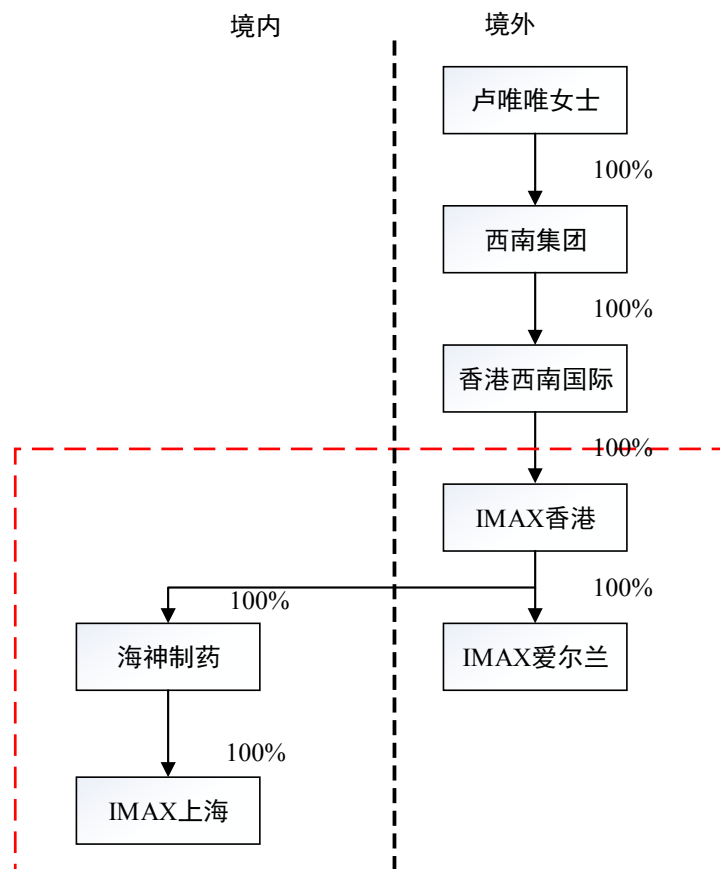 境内
境外
卢唯唯女士
100%
西南集团
100%
香港西南国际
100%
IMAX香港
100%
100%
海神制药
IMAX爱尔兰
100%
IMAX上海